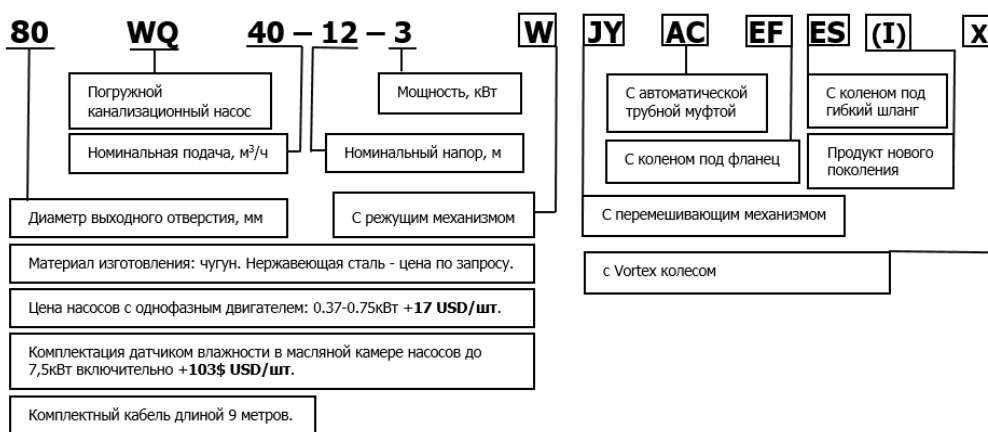 80 WQ 40 – 12 – 3 W JY AC EF ES (I) X
Погружной
канализационный насос
Мощность, кВт
С автоматической
трубной муфтой
С коленом под
гибкий шланг
Номинальная подача, м³/ч
Номинальный напор, м
С коленом под фланец
Продукт нового
поколения
Диаметр выходного отверстия, мм
С режущим механизмом
С перемешивающим механизмом
Материал изготовления: чугун. Нержавеющая сталь - цена по запросу.
с Vortex колесом
Цена насосов с однофазным двигателем: 0.37-0.75кВт +17 USD/шт.
Комплектация датчиком влажности в масляной камере насосов до
7,5кВт включительно +103$ USD/шт.
Комплектный кабель длиной 9 метров.